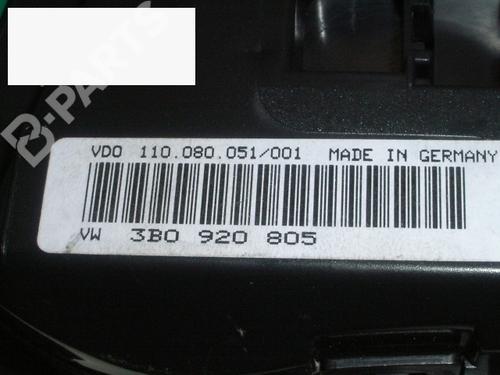 B-PARTS
VDO 110.080.051/001 MADE IN GERMANY
VW 3B0 920 805